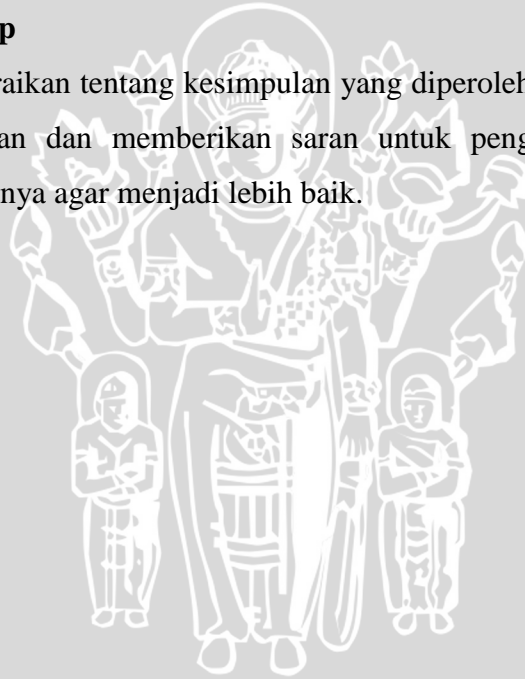 p
raikan tentang kesimpulan yang diperoleh
an dan memberikan saran untuk peng
nya agar menjadi lebih baik.